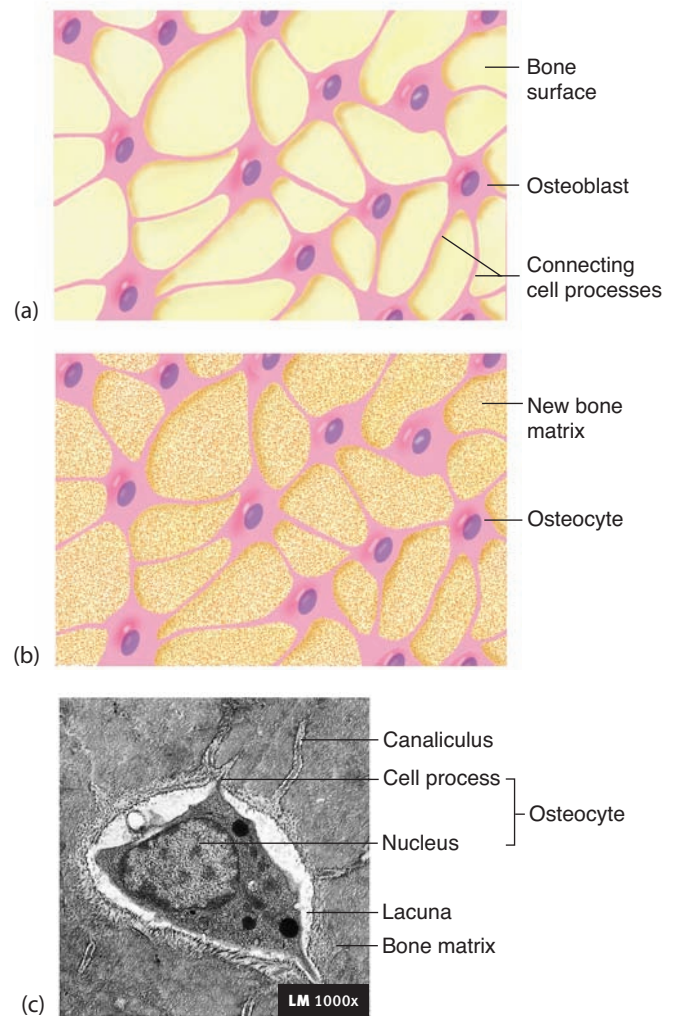 Bone
surface
Osteoblast
Connecting
cell processes
(a)
New bone
matrix
Osteocyte
(b)
Canaliculus
Cell process
Osteocyte
Nucleus
Lacuna
Bone matrix
LM 1000x
(c)